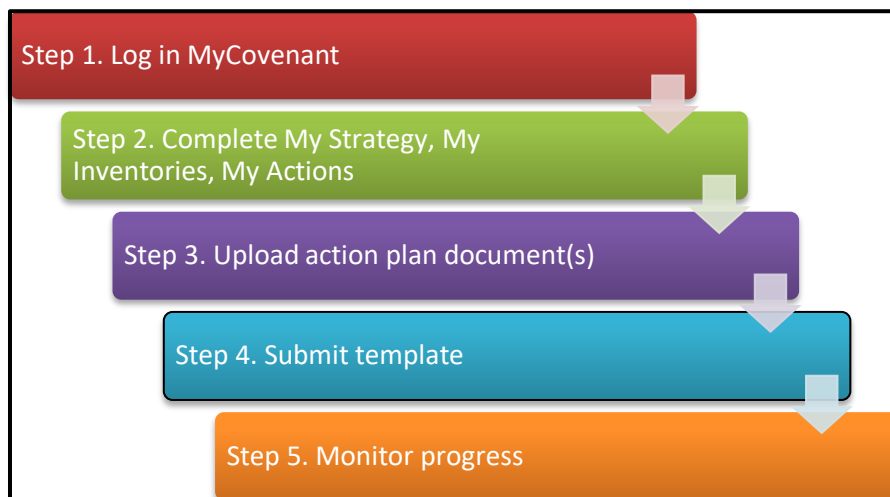 Step 1. Log in MyCovenant
Step 2. Complete My Strategy, My
Inventories, My Actions
Step 3. Upload action plan document(s)
Step 4. Submit template
Step 5. Monitor progress